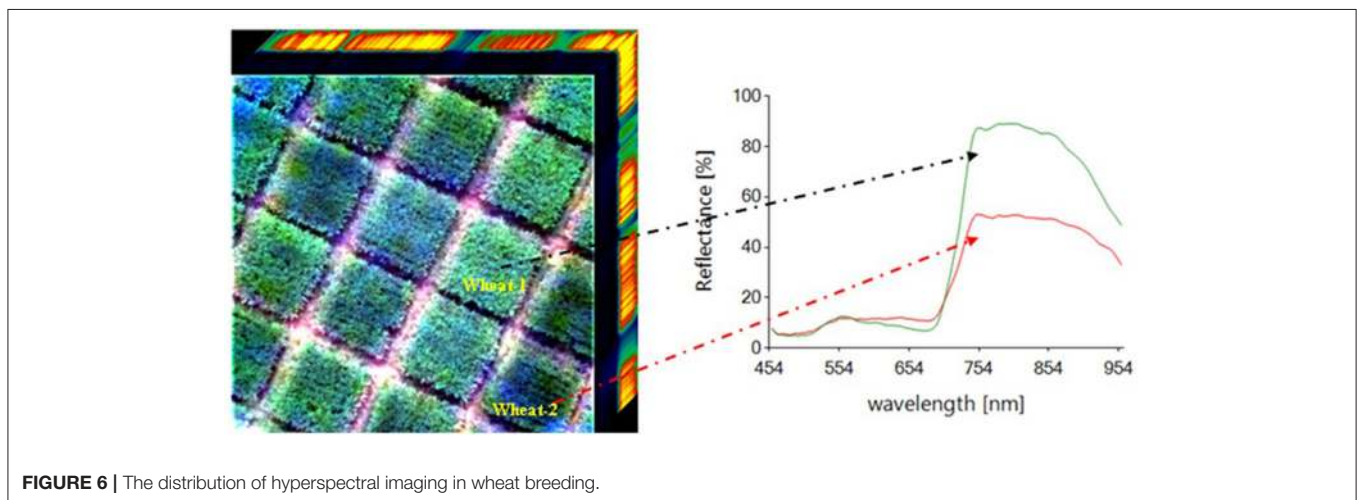 Wheat-1
Wheat-2
Reflectance [%]
100
80
60
40
20
0
454 554 654 754 854 954
wavelength [nm]
FIGURE 6 | The distribution of hyperspectral imaging in wheat breeding.